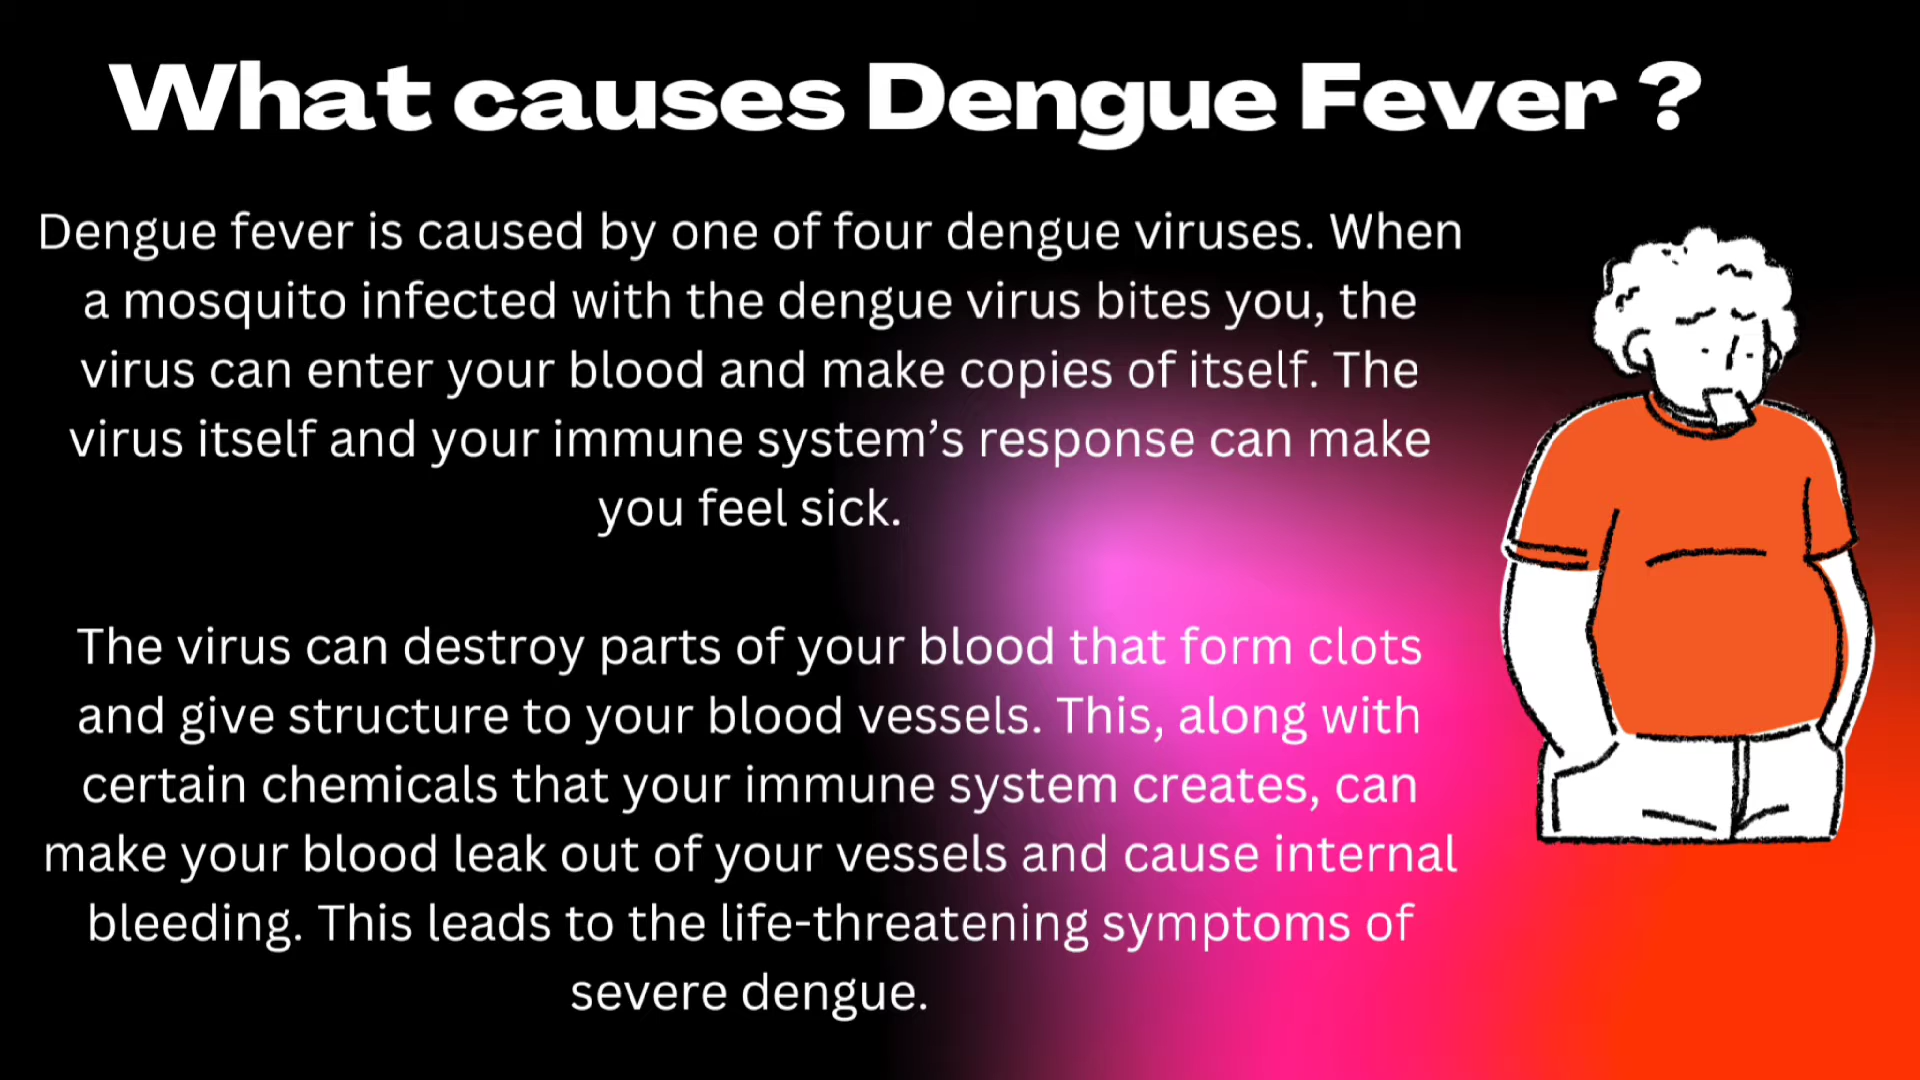 What causes Dengue Fever ?
Dengue fever is caused by one of four dengue viruses. When
a mosquito infected with the dengue virus bites you, the
virus can enter your blood and make copies of itself. The
virus itself and your immune system’s response can make
you feel sick.
The virus can destroy parts of your blood that form clots
and give structure to your blood vessels. This, along with
certain chemicals that your immune system creates, can
make your blood leak out of your vessels and cause internal
bleeding. This leads to the life-threatening symptoms of
severe dengue.